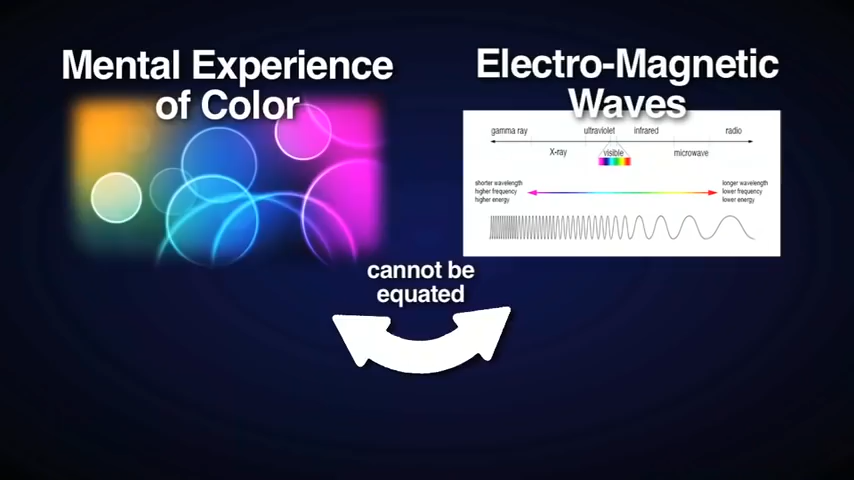 Mental Experience
of Color
Electro-Magnetic
Waves
gamma ray
ultraviolet
infrared
radio
X-ray
visible
microwave
shorter wavelength
higher frequency
higher energy
longer wavelength
lower frequency
lower energy
cannot be
equated